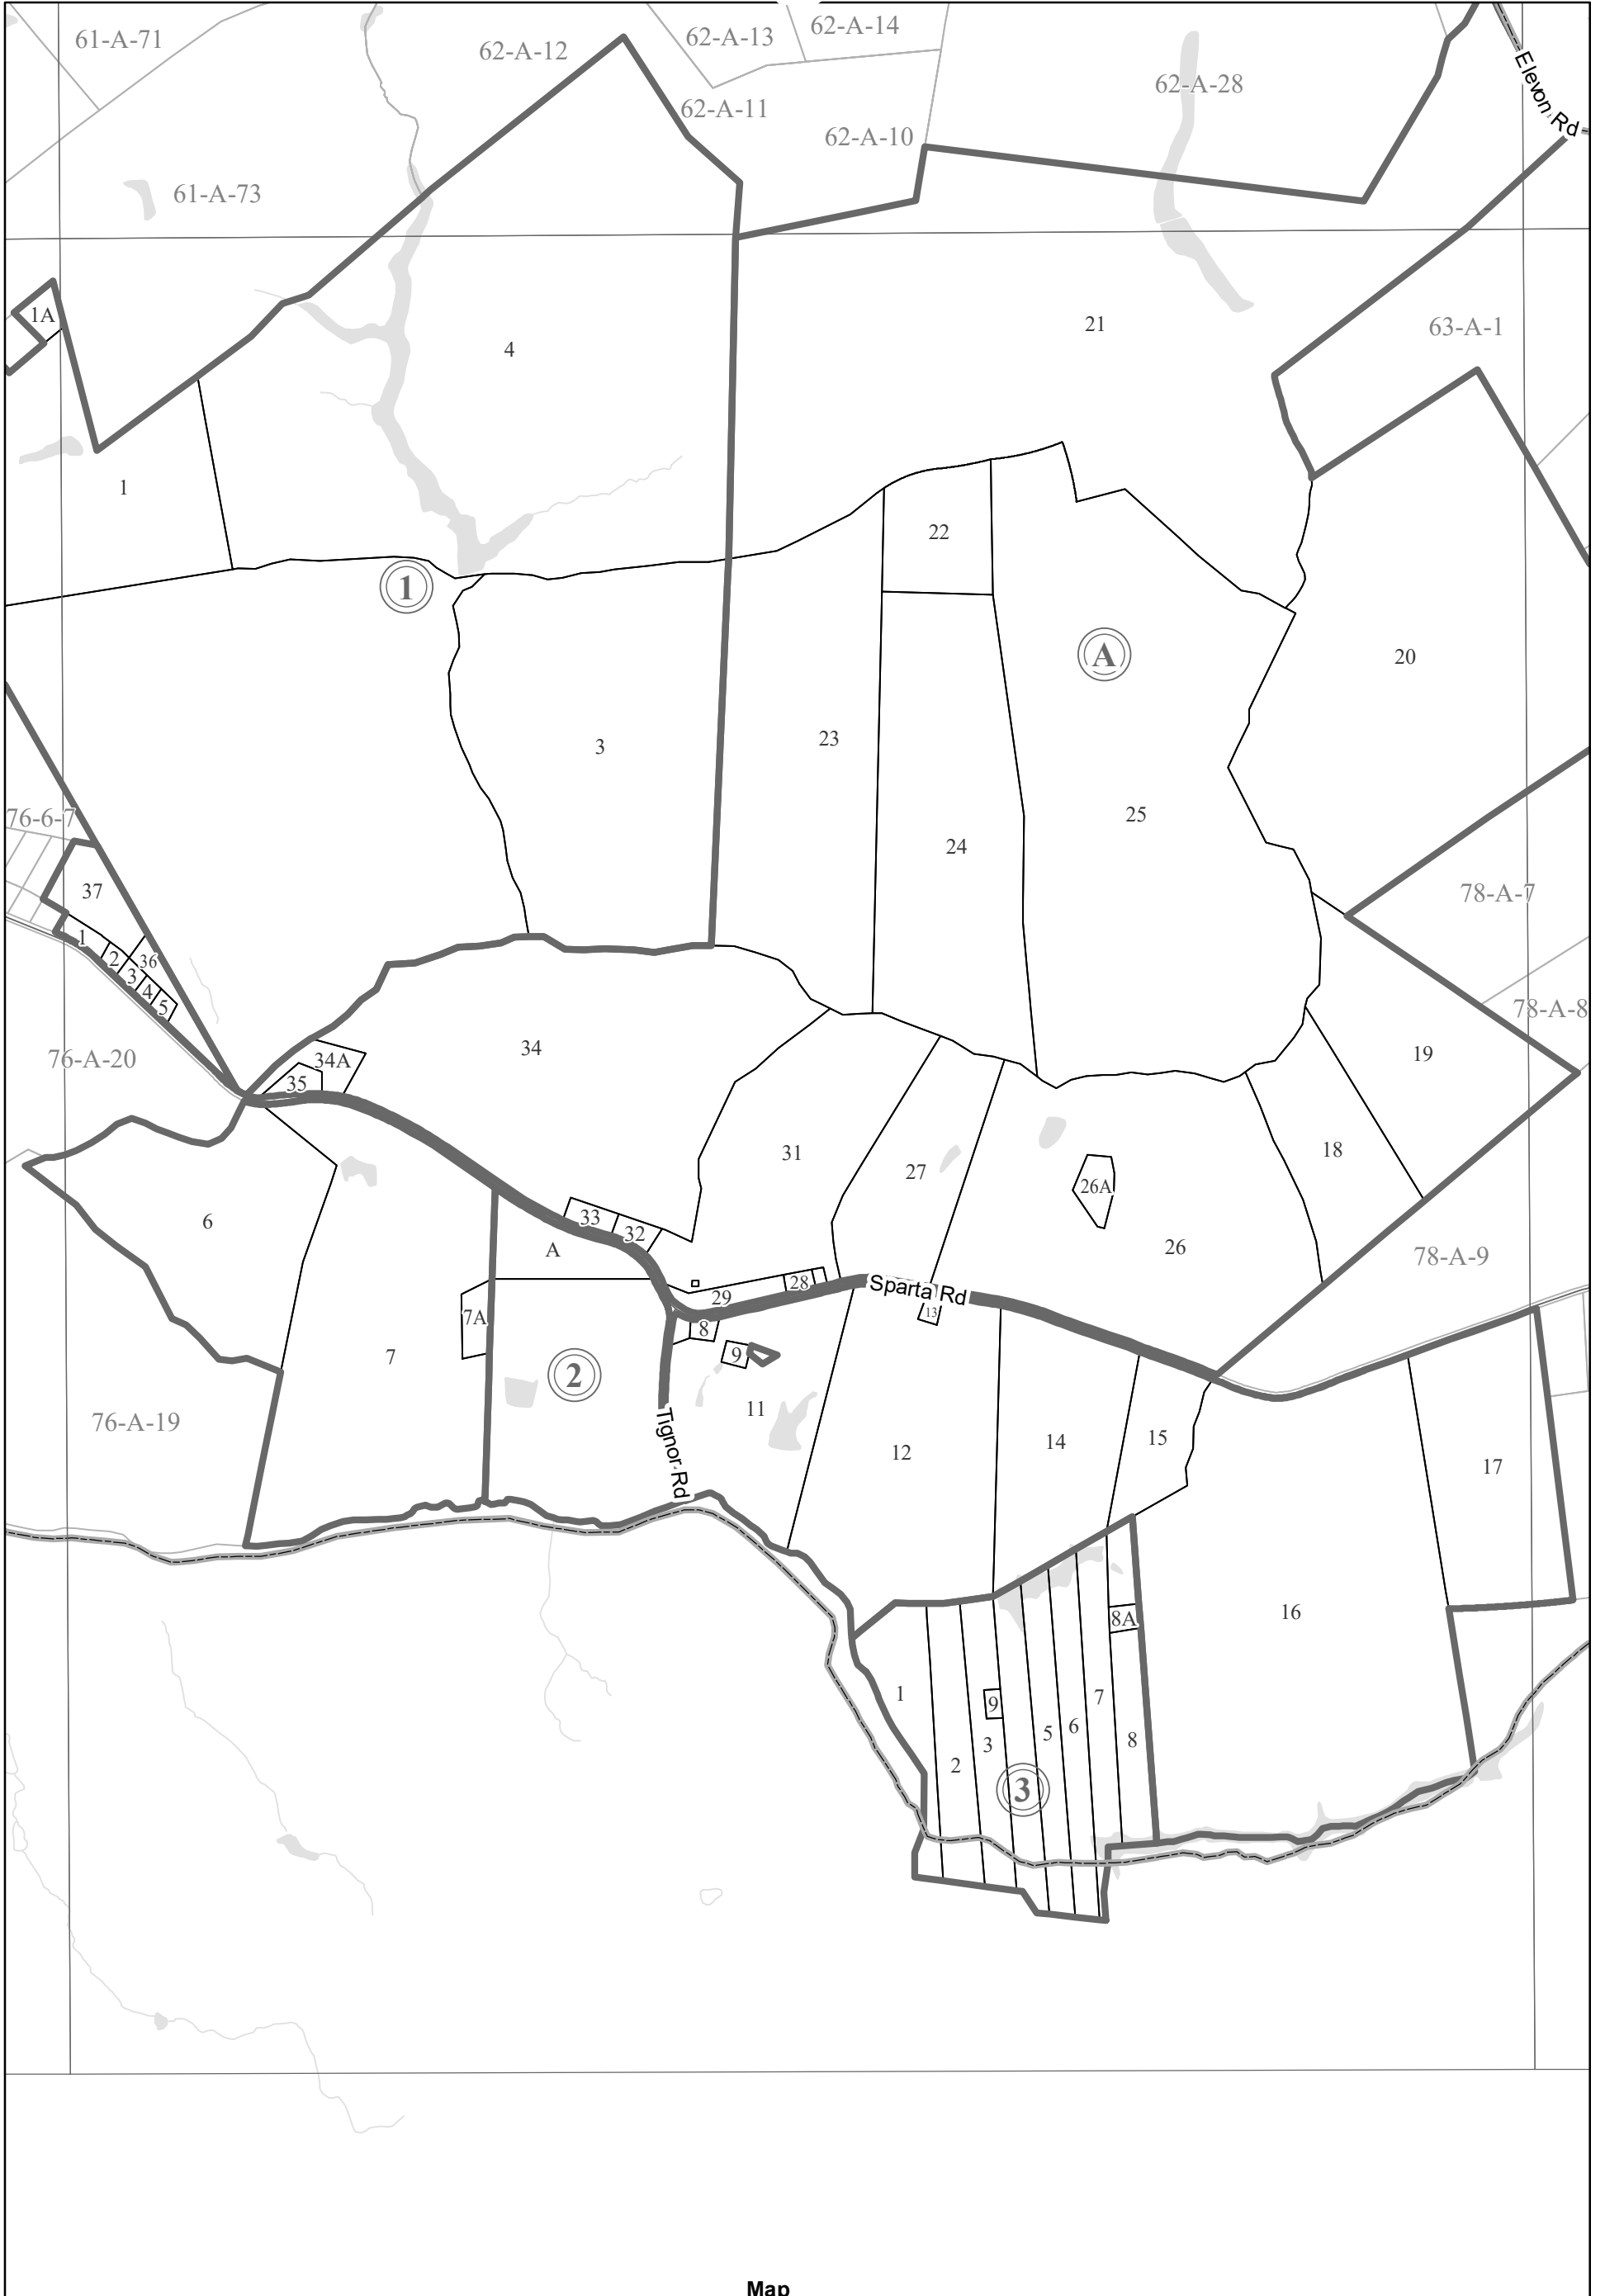 61-A-71
62-A-12
62-A-13
62-A-14
62-A-11
62-A-10
62-A-28
Elevon Rd
61-A-73
1A
4
21
63-A-1
1
22
1
A
20
3
23
25
24
76-6-7
37
78-A-7
1
2
36
3
4
5
78-A-8
76-A-20
34
34A
35
19
31
27
18
26A
6
33
32
A
26
78-A-9
28
Sparta Rd
29
13
7A
8
7
9
2
11
76-A-19
Tignor Rd
12
14
15
17
16
8A
1
9
7
5
6
3
2
8
3
Map